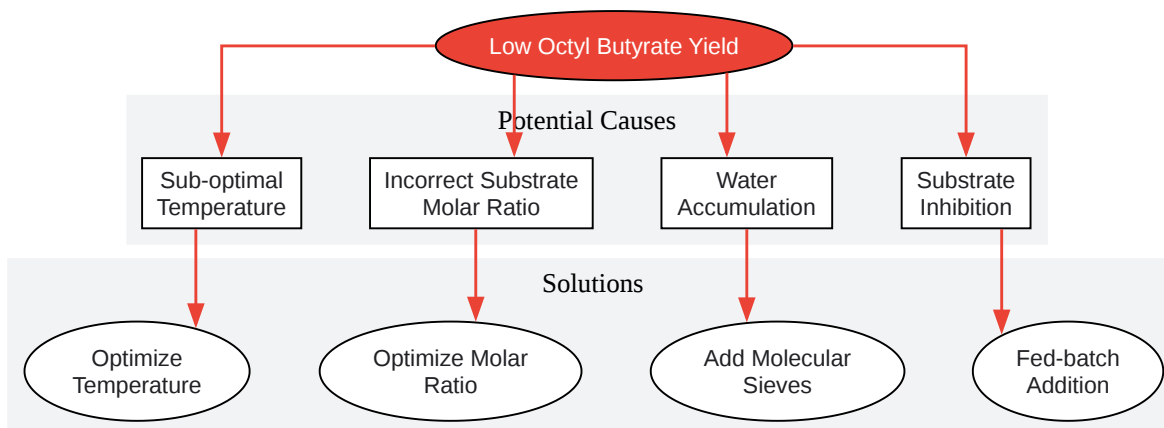 Low Octyl Butyrate Yield
Potential Causes
Sub-optimal
Temperature
Incorrect Substrate
Molar Ratio
Water
Accumulation
Substrate
Inhibition
Solutions
Optimize
Temperature
Optimize Molar
Ratio
Add Molecular
Sieves
Fed-batch
Addition